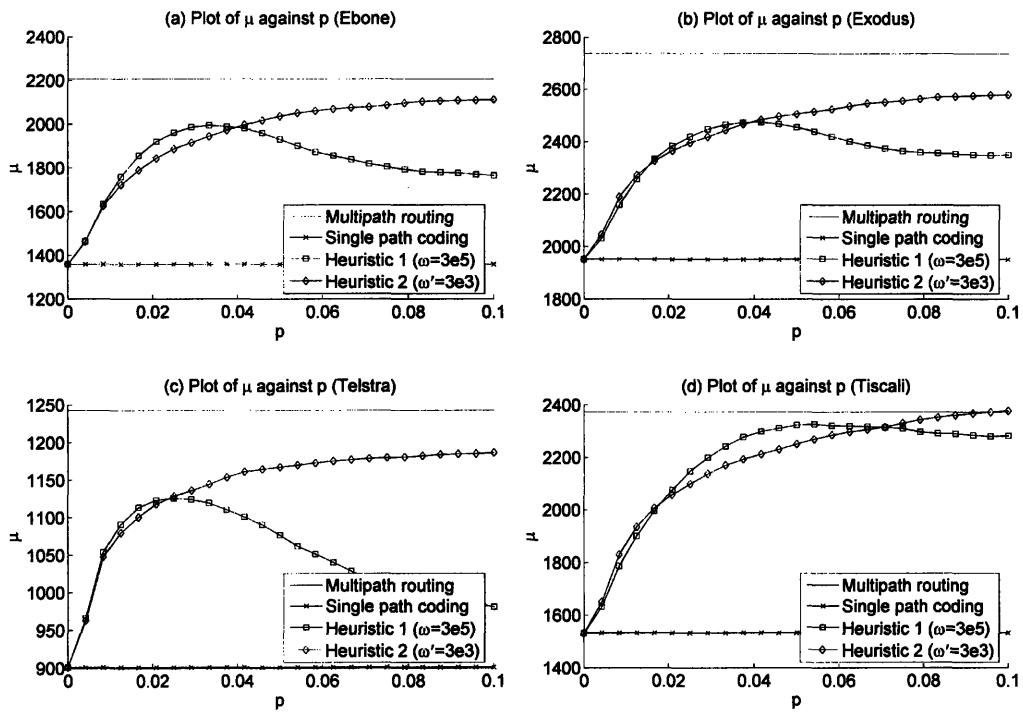 (a) Plot of μ against p (Ebone)
2400
2200
2000
1800
1600
1400
1200
μ
0 0.02 0.04 0.06 0.08 0.1
p
Multipath routing
Single path coding
Heuristic 1 (ω=3e5)
Heuristic 2 (ω′=3e3)
(b) Plot of μ against p (Exodus)
2800
2600
2400
2200
2000
1800
μ
0 0.02 0.04 0.06 0.08 0.1
p
Multipath routing
Single path coding
Heuristic 1 (ω=3e5)
Heuristic 2 (ω′=3e3)
(c) Plot of μ against p (Telstra)
1250
1200
1150
1100
1050
1000
950
900
μ
0 0.02 0.04 0.06 0.08 0.1
p
Multipath routing
Single path coding
Heuristic 1 (ω=3e5)
Heuristic 2 (ω′=3e3)
(d) Plot of μ against p (Tiscali)
2400
2200
2000
1800
1600
1400
μ
0 0.02 0.04 0.06 0.08 0.1
p
Multipath routing
Single path coding
Heuristic 1 (ω=3e5)
Heuristic 2 (ω′=3e3)